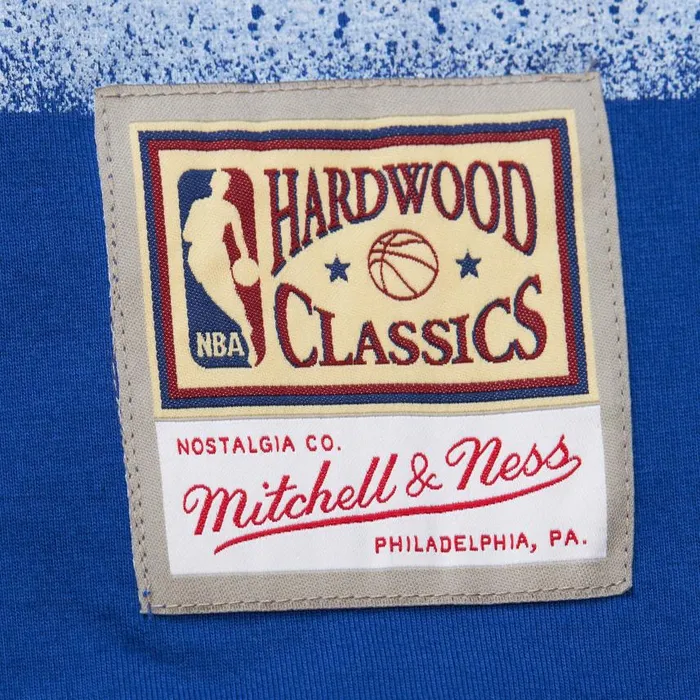 HARDWOOD
NBA
CLASSICS
NOSTALGIA CO.
Mitchell & Ness
PHILADELPHIA, PA.